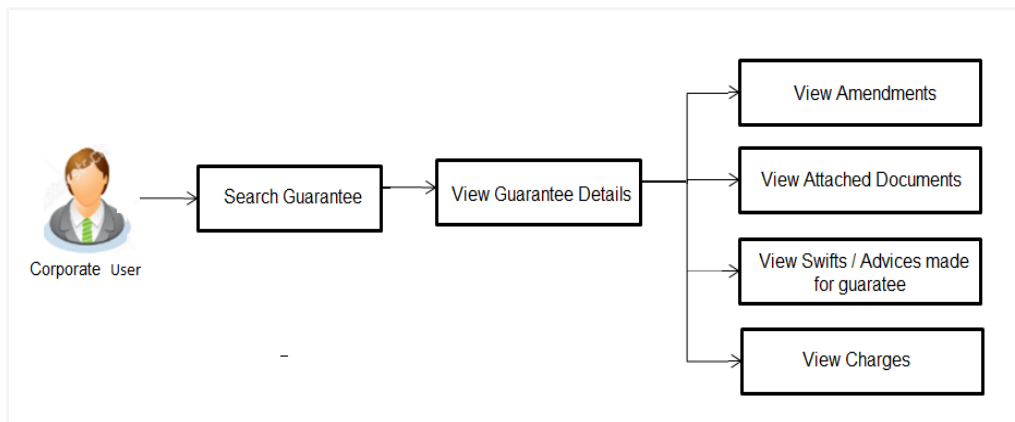 View Amendments
Search Guarantee
View Guarantee Details
View Attached Documents
Corporate User
View Swifts / Advices made
for guaratee
View Charges